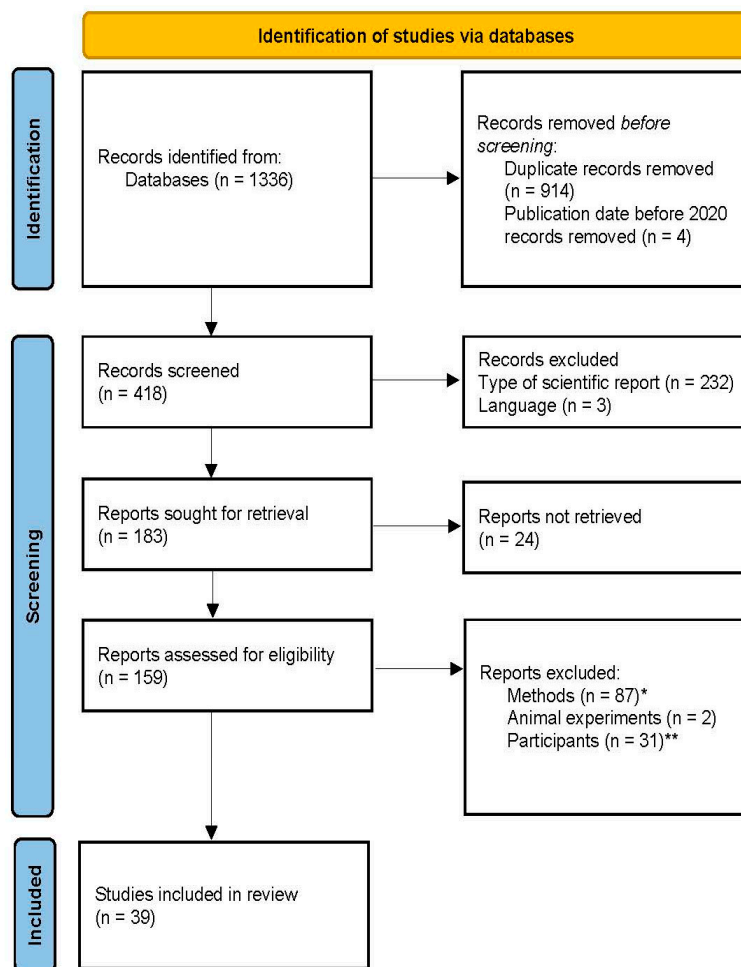 Identification of studies via databases
Identification
Records identified from:
Databases (n = 1336)
Records removed before
screening:
Duplicate records removed
(n = 914)
Publication date before 2020
records removed (n = 4)
Screening
Records screened
(n = 418)
Records excluded
Type of scientific report (n = 232)
Language (n = 3)
Reports sought for retrieval
(n = 183)
Reports not retrieved
(n = 24)
Reports assessed for eligibility
(n = 159)
Reports excluded:
Methods (n = 87)*
Animal experiments (n = 2)
Participants (n = 31)**
Included
Studies included in review
(n = 39)